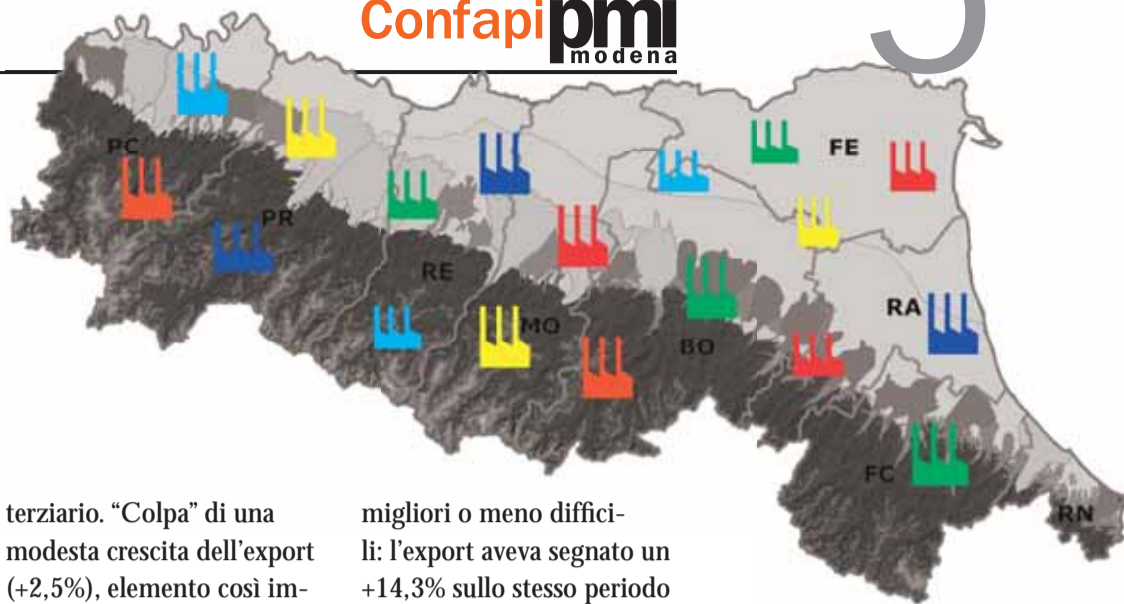 Confapi pmi
modena
5
PC
PR
RE
MO
BO
FE
RA
FC
RN
terziario. “Colpa” di una
modesta crescita dell’export
(+2,5%), elemento così im-
migliori o meno diffici-
li: l’export aveva segnato un
+14,3% sullo stesso periodo